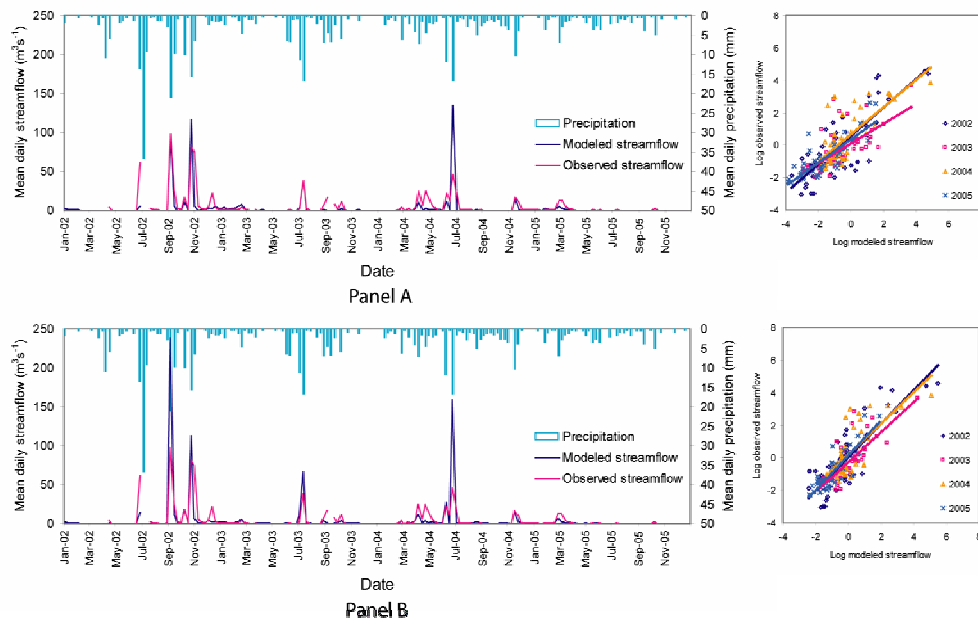 250
200
150
100
50
0
Mean daily streamflow (m³s⁻¹)
0
5
10
15
20
25
30
35
40
45
50
Mean daily precipitation (mm)
Precipitation
Modeled streamflow
Observed streamflow
Jan-02
Mar-02
May-02
Jul-02
Sep-02
Nov-02
Jan-03
Mar-03
May-03
Jul-03
Sep-03
Nov-03
Jan-04
Mar-04
May-04
Jul-04
Sep-04
Nov-04
Jan-05
Mar-05
May-05
Jul-05
Sep-05
Nov-05
Date
Panel A
8
6
4
2
0
-2
-4
Log observed streamflow
-4
-2
0
2
4
6
8
Log modeled streamflow
2002
2003
2004
2005
250
200
150
100
50
0
Mean daily streamflow (m³s⁻¹)
0
5
10
15
20
25
30
35
40
45
50
Mean daily precipitation (mm)
Precipitation
Modeled streamflow
Observed streamflow
Jan-02
Mar-02
May-02
Jul-02
Sep-02
Nov-02
Jan-03
Mar-03
May-03
Jul-03
Sep-03
Nov-03
Jan-04
Mar-04
May-04
Jul-04
Sep-04
Nov-04
Jan-05
Mar-05
May-05
Jul-05
Sep-05
Nov-05
Date
Panel B
8
6
4
2
0
-2
-4
Log observed streamflow
-4
-2
0
2
4
6
8
Log modeled streamflow
2002
2003
2004
2005